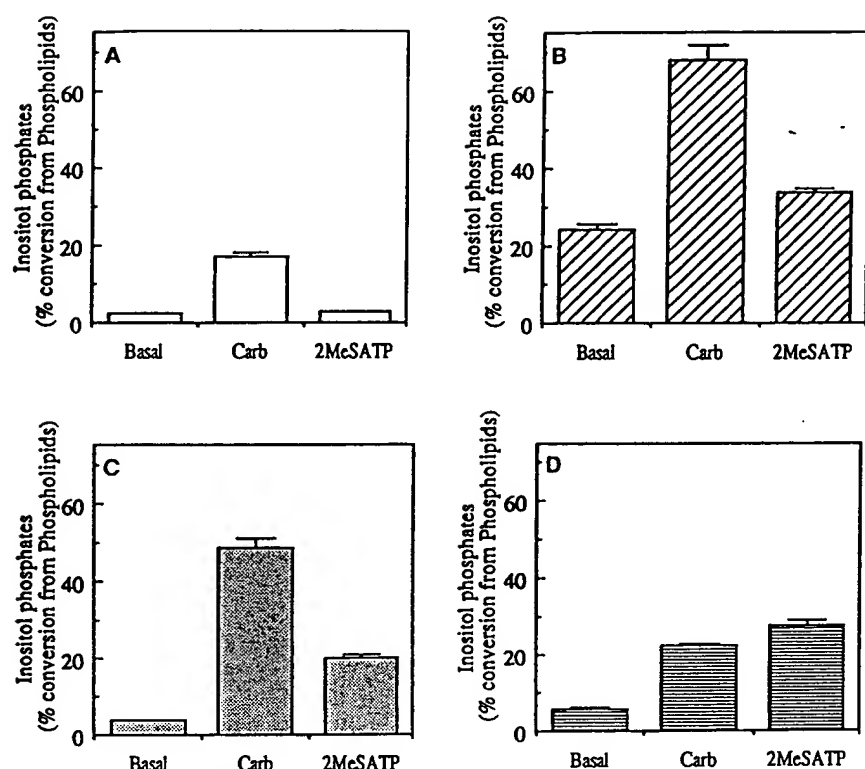 Inositol phosphates
(% conversion from Phospholipids)
A
60
40
20
0
Basal Carb 2MeSATP
Inositol phosphates
(% conversion from Phospholipids)
B
60
40
20
0
Basal Carb 2MeSATP
Inositol phosphates
(% conversion from Phospholipids)
C
60
40
20
0
Basal Carb 2MeSATP
Inositol phosphates
(% conversion from Phospholipids)
D
60
40
20
0
Basal Carb 2MeSATP